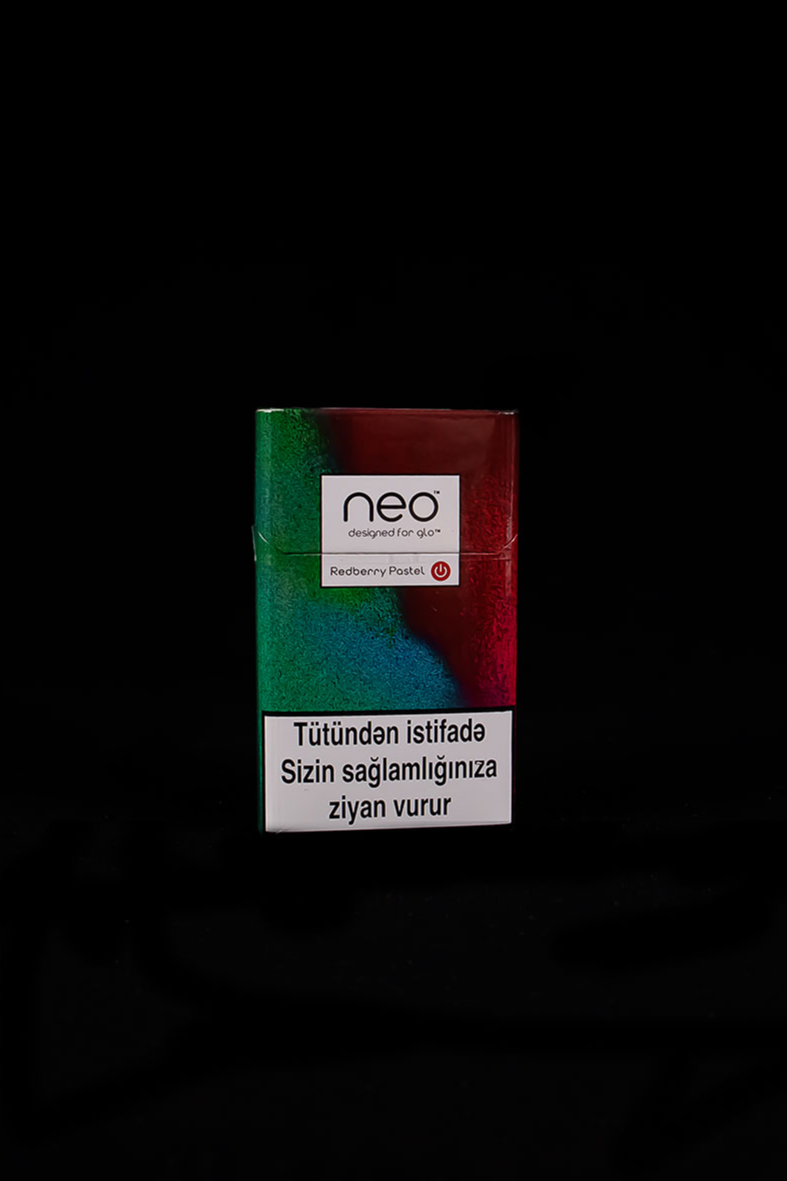 neo™
designed for glo™
Redberry Pastel
Tütündən istifadə
Sizin sağlamlığınıza
ziyan vurur